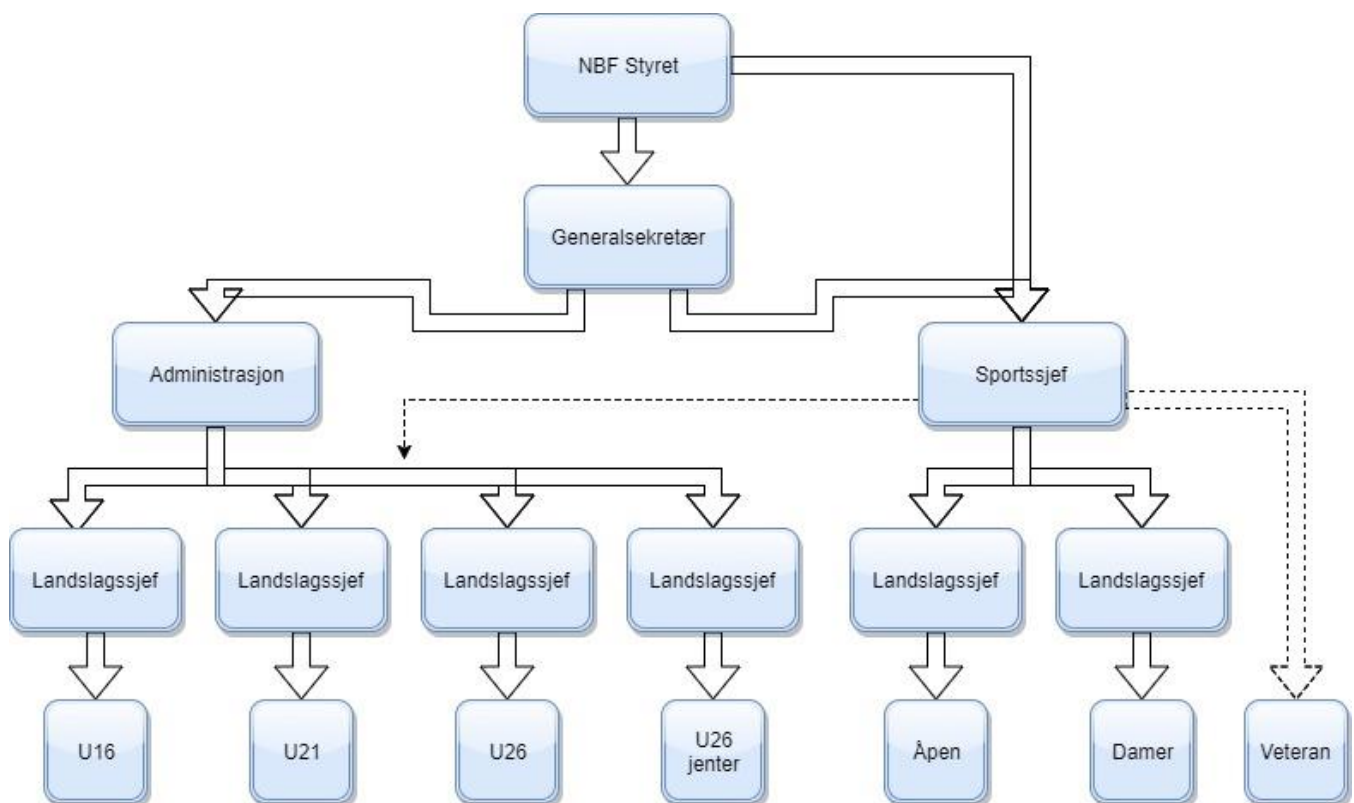 NBF Styret
Generalsekretær
Administrasjon
Sportssjef
Landslagssjef
Landslagssjef
Landslagssjef
Landslagssjef
Landslagssjef
Landslagssjef
U16
U21
U26
U26
jenter
Åpen
Damer
Veteran